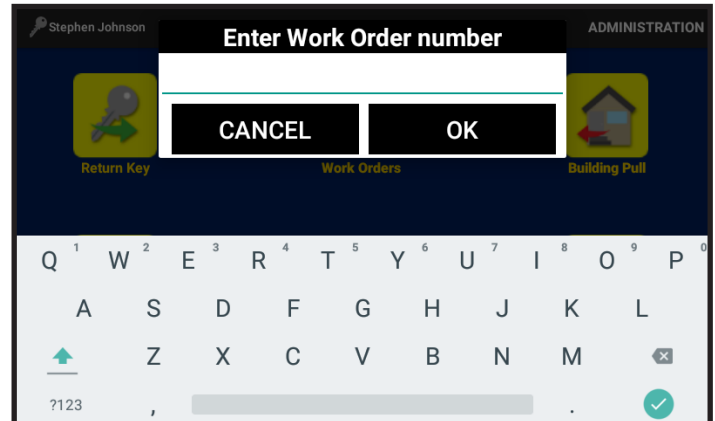 Stephen Johnson
ADMINISTRATION
Enter Work Order number
CANCEL OK
Return Key Work Orders Building Pull
Q 1 W 2 E 3 R 4 T 5 Y 6 U 7 I 8 O 9 P 0
A S D F G H J K L
Z X C V B N M
?123 , .